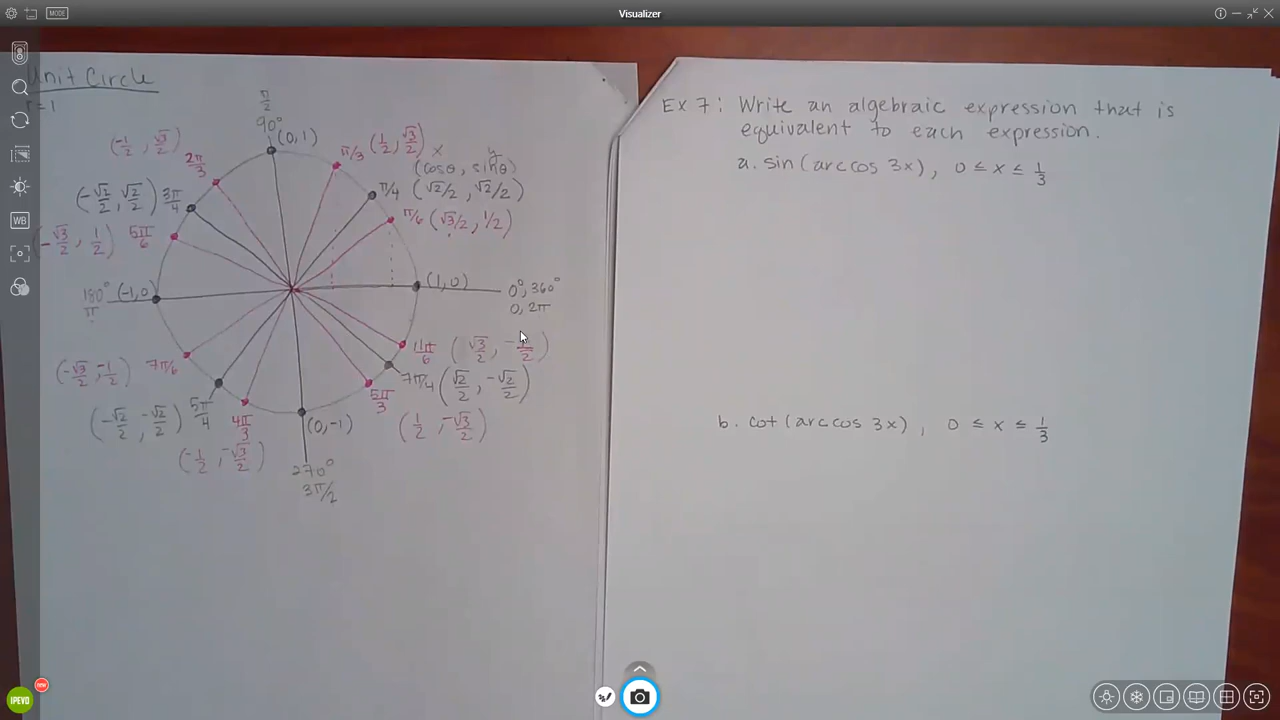 MODE
Visualizer
Unit Circle
r = 1
π/2
90°
(0,1)
(-1/2, √3/2)
2π/3
π/3 (1/2, √3/2) x y
(cosθ, sinθ)
(-√2/2, √2/2) 3π/4
π/4 (√2/2, √2/2)
(-√3/2, 1/2) 5π/6
π/6 (√3/2, 1/2)
180° (-1,0)
π
(1,0) 0°, 360°
0, 2π
(-√3/2, -1/2) 7π/6
11π/6 (√3/2, -1/2)
(-√2/2, -√2/2) 5π/4
7π/4 (√2/2, -√2/2)
(-1/2, -√3/2) 4π/3
5π/3 (1/2, -√3/2)
(0,-1)
270°
3π/2
Ex 7: Write an algebraic expression that is
equivalent to each expression.
a. sin(arccos 3x), 0 ≤ x ≤ 1/3
b. cot(arccos 3x), 0 ≤ x ≤ 1/3
WB
IPEVO
new